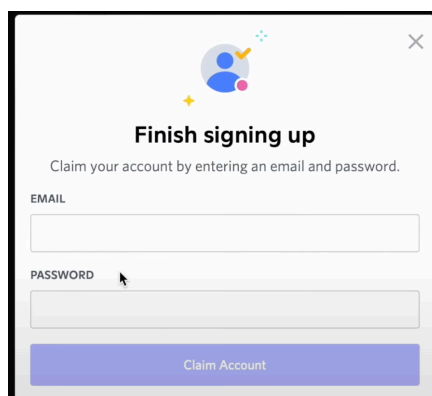 Finish signing up
Claim your account by entering an email and password.
EMAIL
PASSWORD
Claim Account